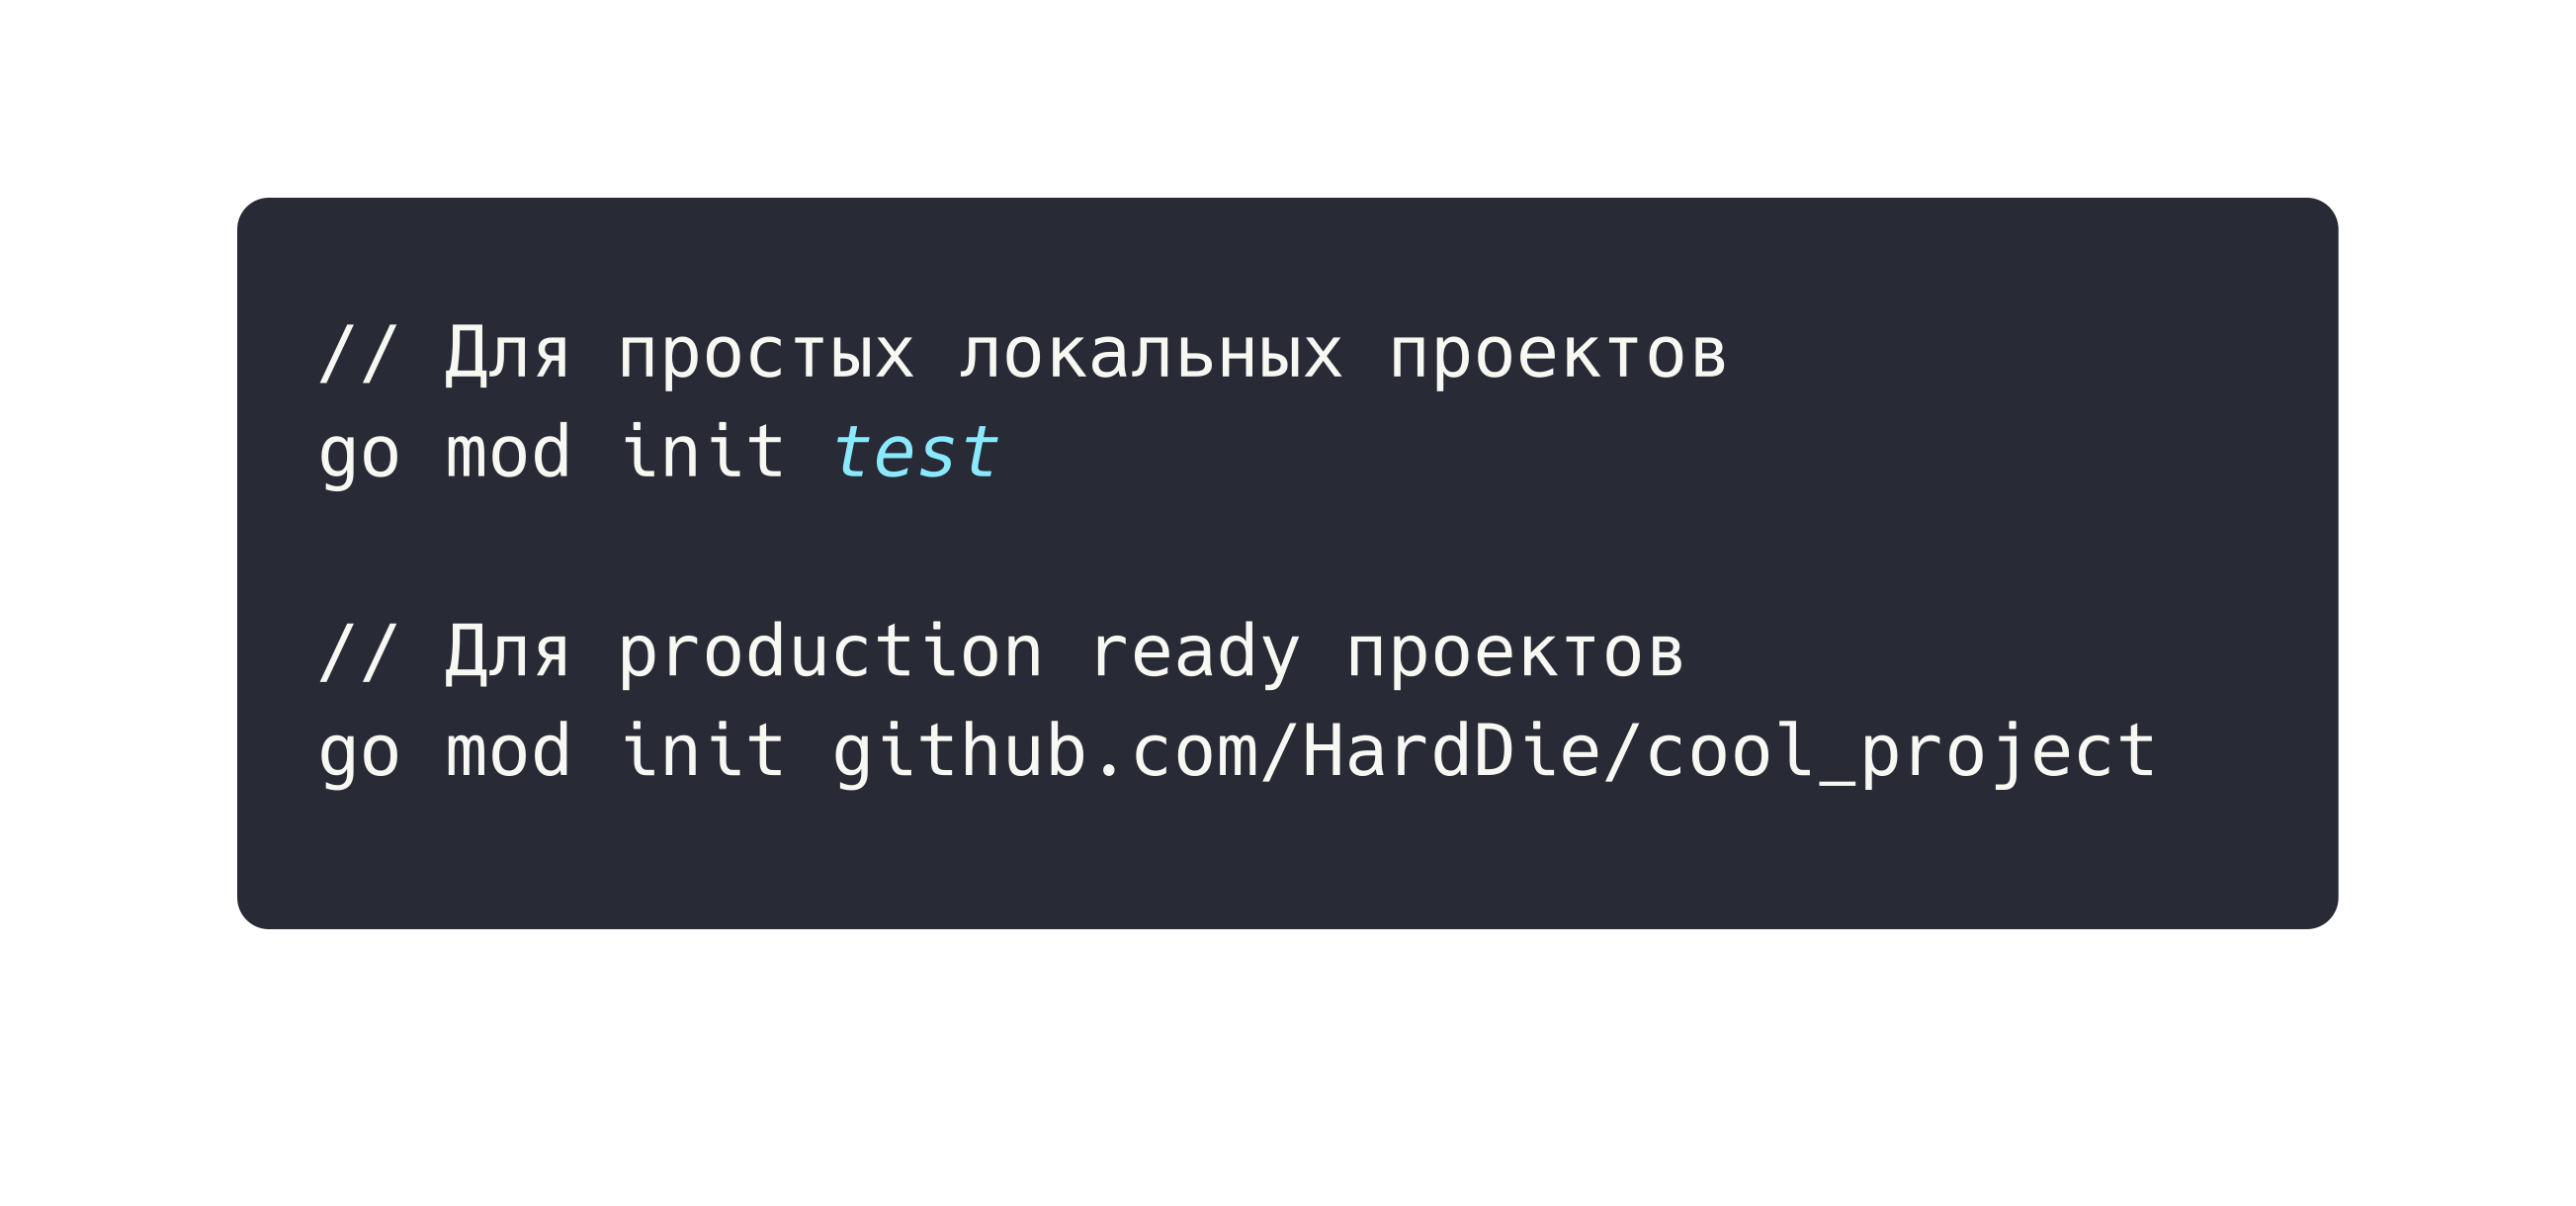 // Для простых локальных проектов
go mod init test
// Для production ready проектов
go mod init github.com/HardDie/cool_project